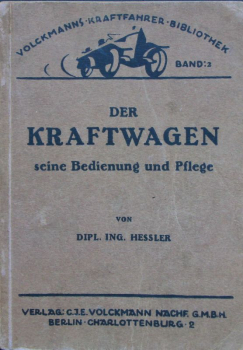 VOLCKMANNS·KRAFTFAHRER·BIBLIOTHEK
BAND:2
DER
KRAFTWAGEN
seine Bedienung und Pflege
VON
DIPL. ING. HESSLER
VERLAG: C.J.E. VOLCKMANN NACHF. G.M.B.H.
BERLIN-CHARLOTTENBURG·2